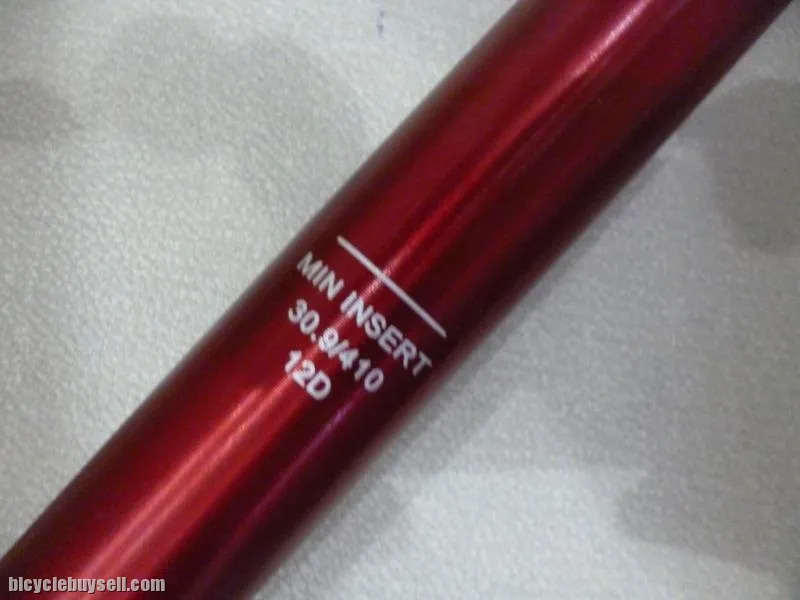 MIN INSERT
30.9/410
12D
bicyclebuysell.com